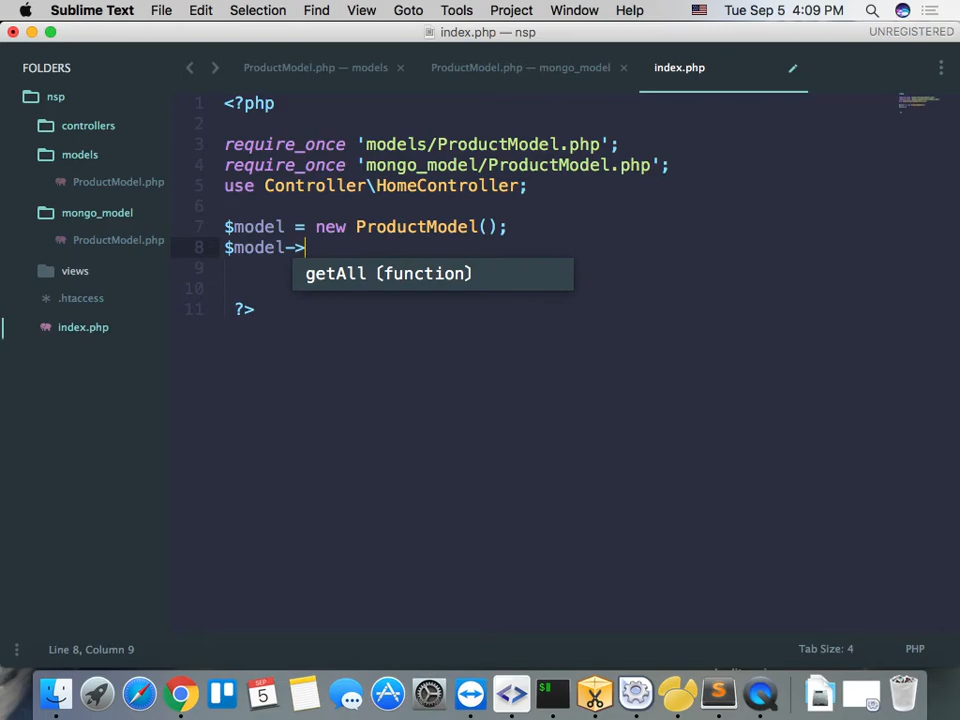 Sublime Text File Edit Selection Find View Goto Tools Project Window Help Tue Sep 5 4:09 PM
index.php — nsp UNREGISTERED
FOLDERS
nsp
controllers
models
ProductModel.php
mongo_model
ProductModel.php
views
.htaccess
index.php
ProductModel.php — models × ProductModel.php — mongo_model × index.php
1 <?php
2
3 require_once 'models/ProductModel.php';
4 require_once 'mongo_model/ProductModel.php';
5 use Controller\HomeController;
6
7 $model = new ProductModel();
8 $model->
getAll (function)
9
10
11 ?>
Line 8, Column 9 Tab Size: 4 PHP
SEP
5
$